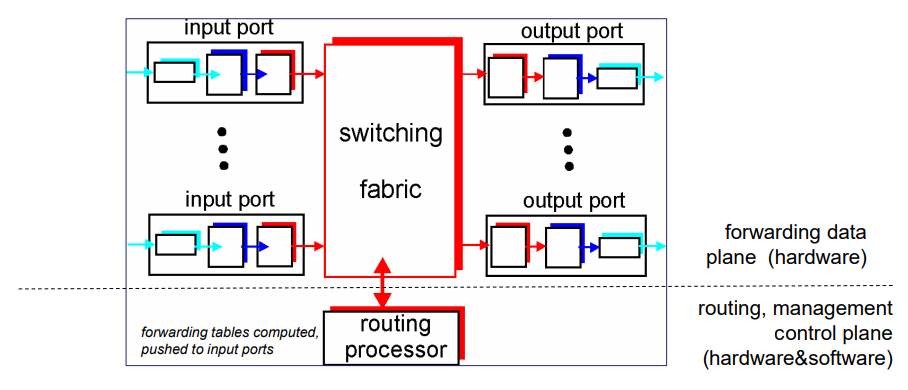 input port
output port
switching
fabric
input port
output port
forwarding data
plane (hardware)
routing, management
control plane
(hardware&software)
forwarding tables computed,
pushed to input ports
routing
processor